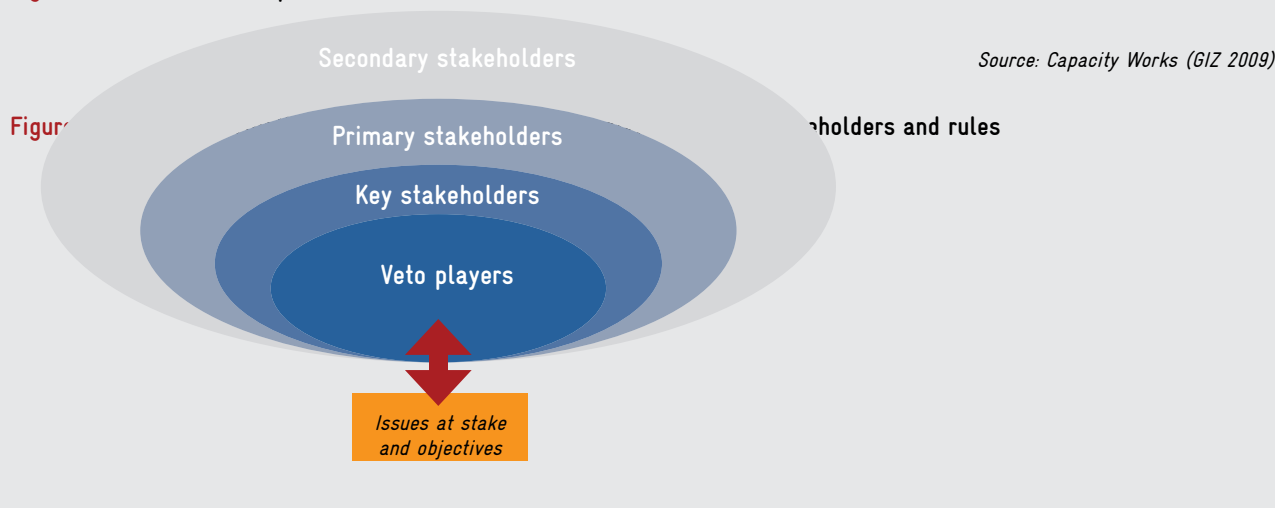 Secondary stakeholders
Source: Capacity Works (GIZ 2009)
Primary stakeholders
holders and rules
Key stakeholders
Veto players
Issues at stake
and objectives